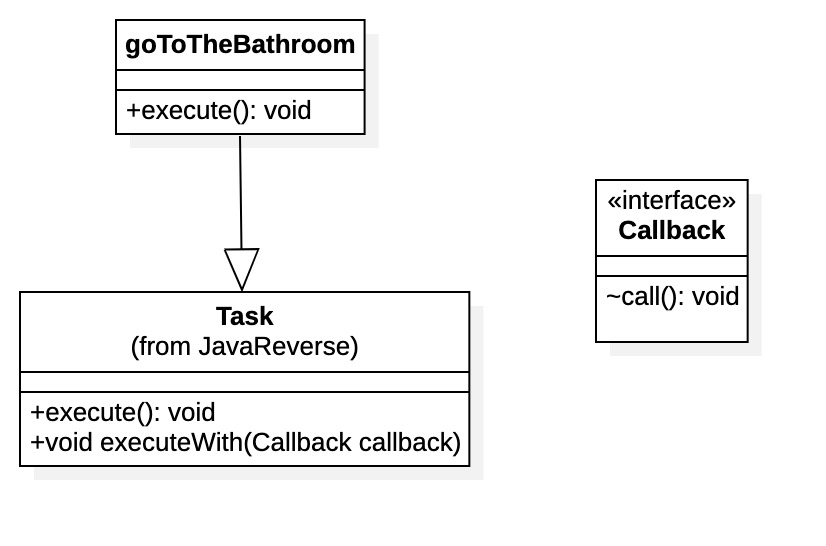 goToTheBathroom
+execute(): void
«interface»
Callback
~call(): void
Task
(from JavaReverse)
+execute(): void
+void executeWith(Callback callback)